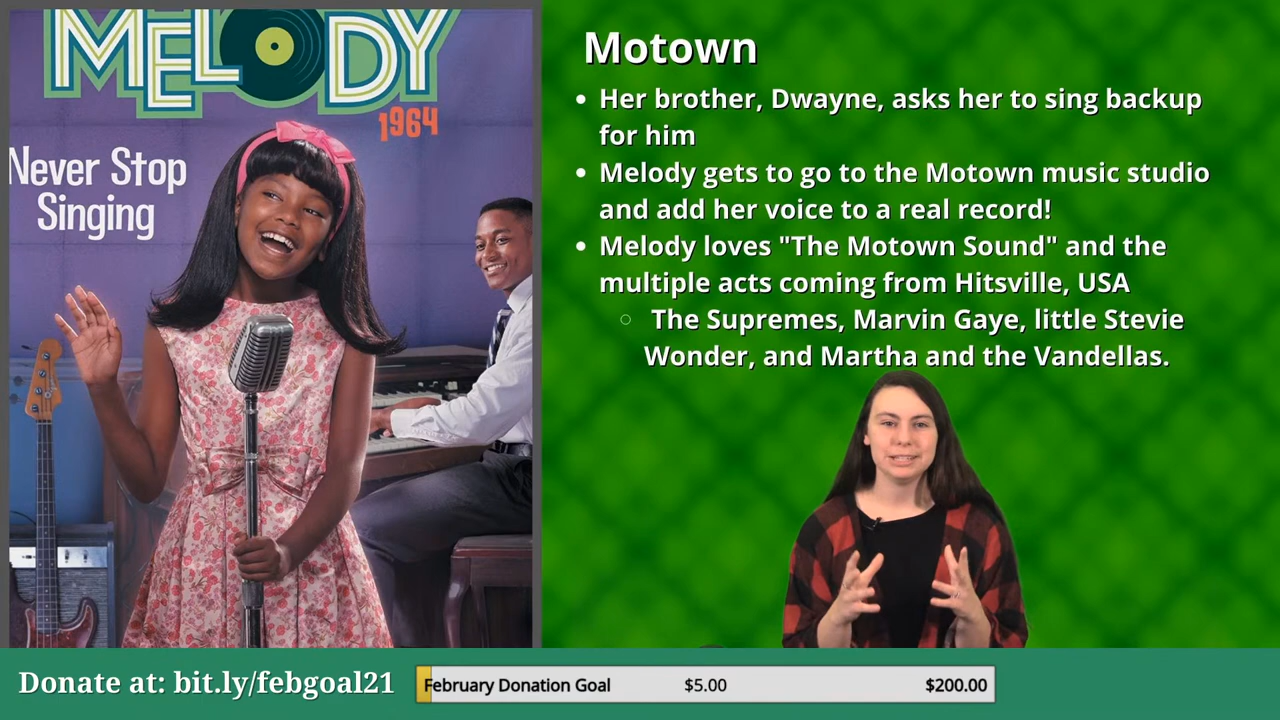 MELODY
1964
Never Stop
Singing
Motown
• Her brother, Dwayne, asks her to sing backup
for him
• Melody gets to go to the Motown music studio
and add her voice to a real record!
• Melody loves "The Motown Sound" and the
multiple acts coming from Hitsville, USA
○ The Supremes, Marvin Gaye, little Stevie
Wonder, and Martha and the Vandellas.
Donate at: bit.ly/febgoal21
February Donation Goal $5.00 $200.00